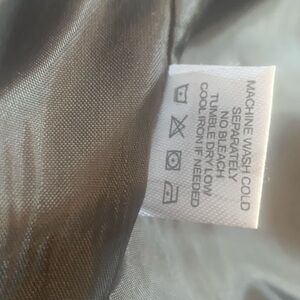 MACHINE WASH COLD
SEPARATELY
NO BLEACH
TUMBLE DRY LOW
COOL IRON IF NEEDED